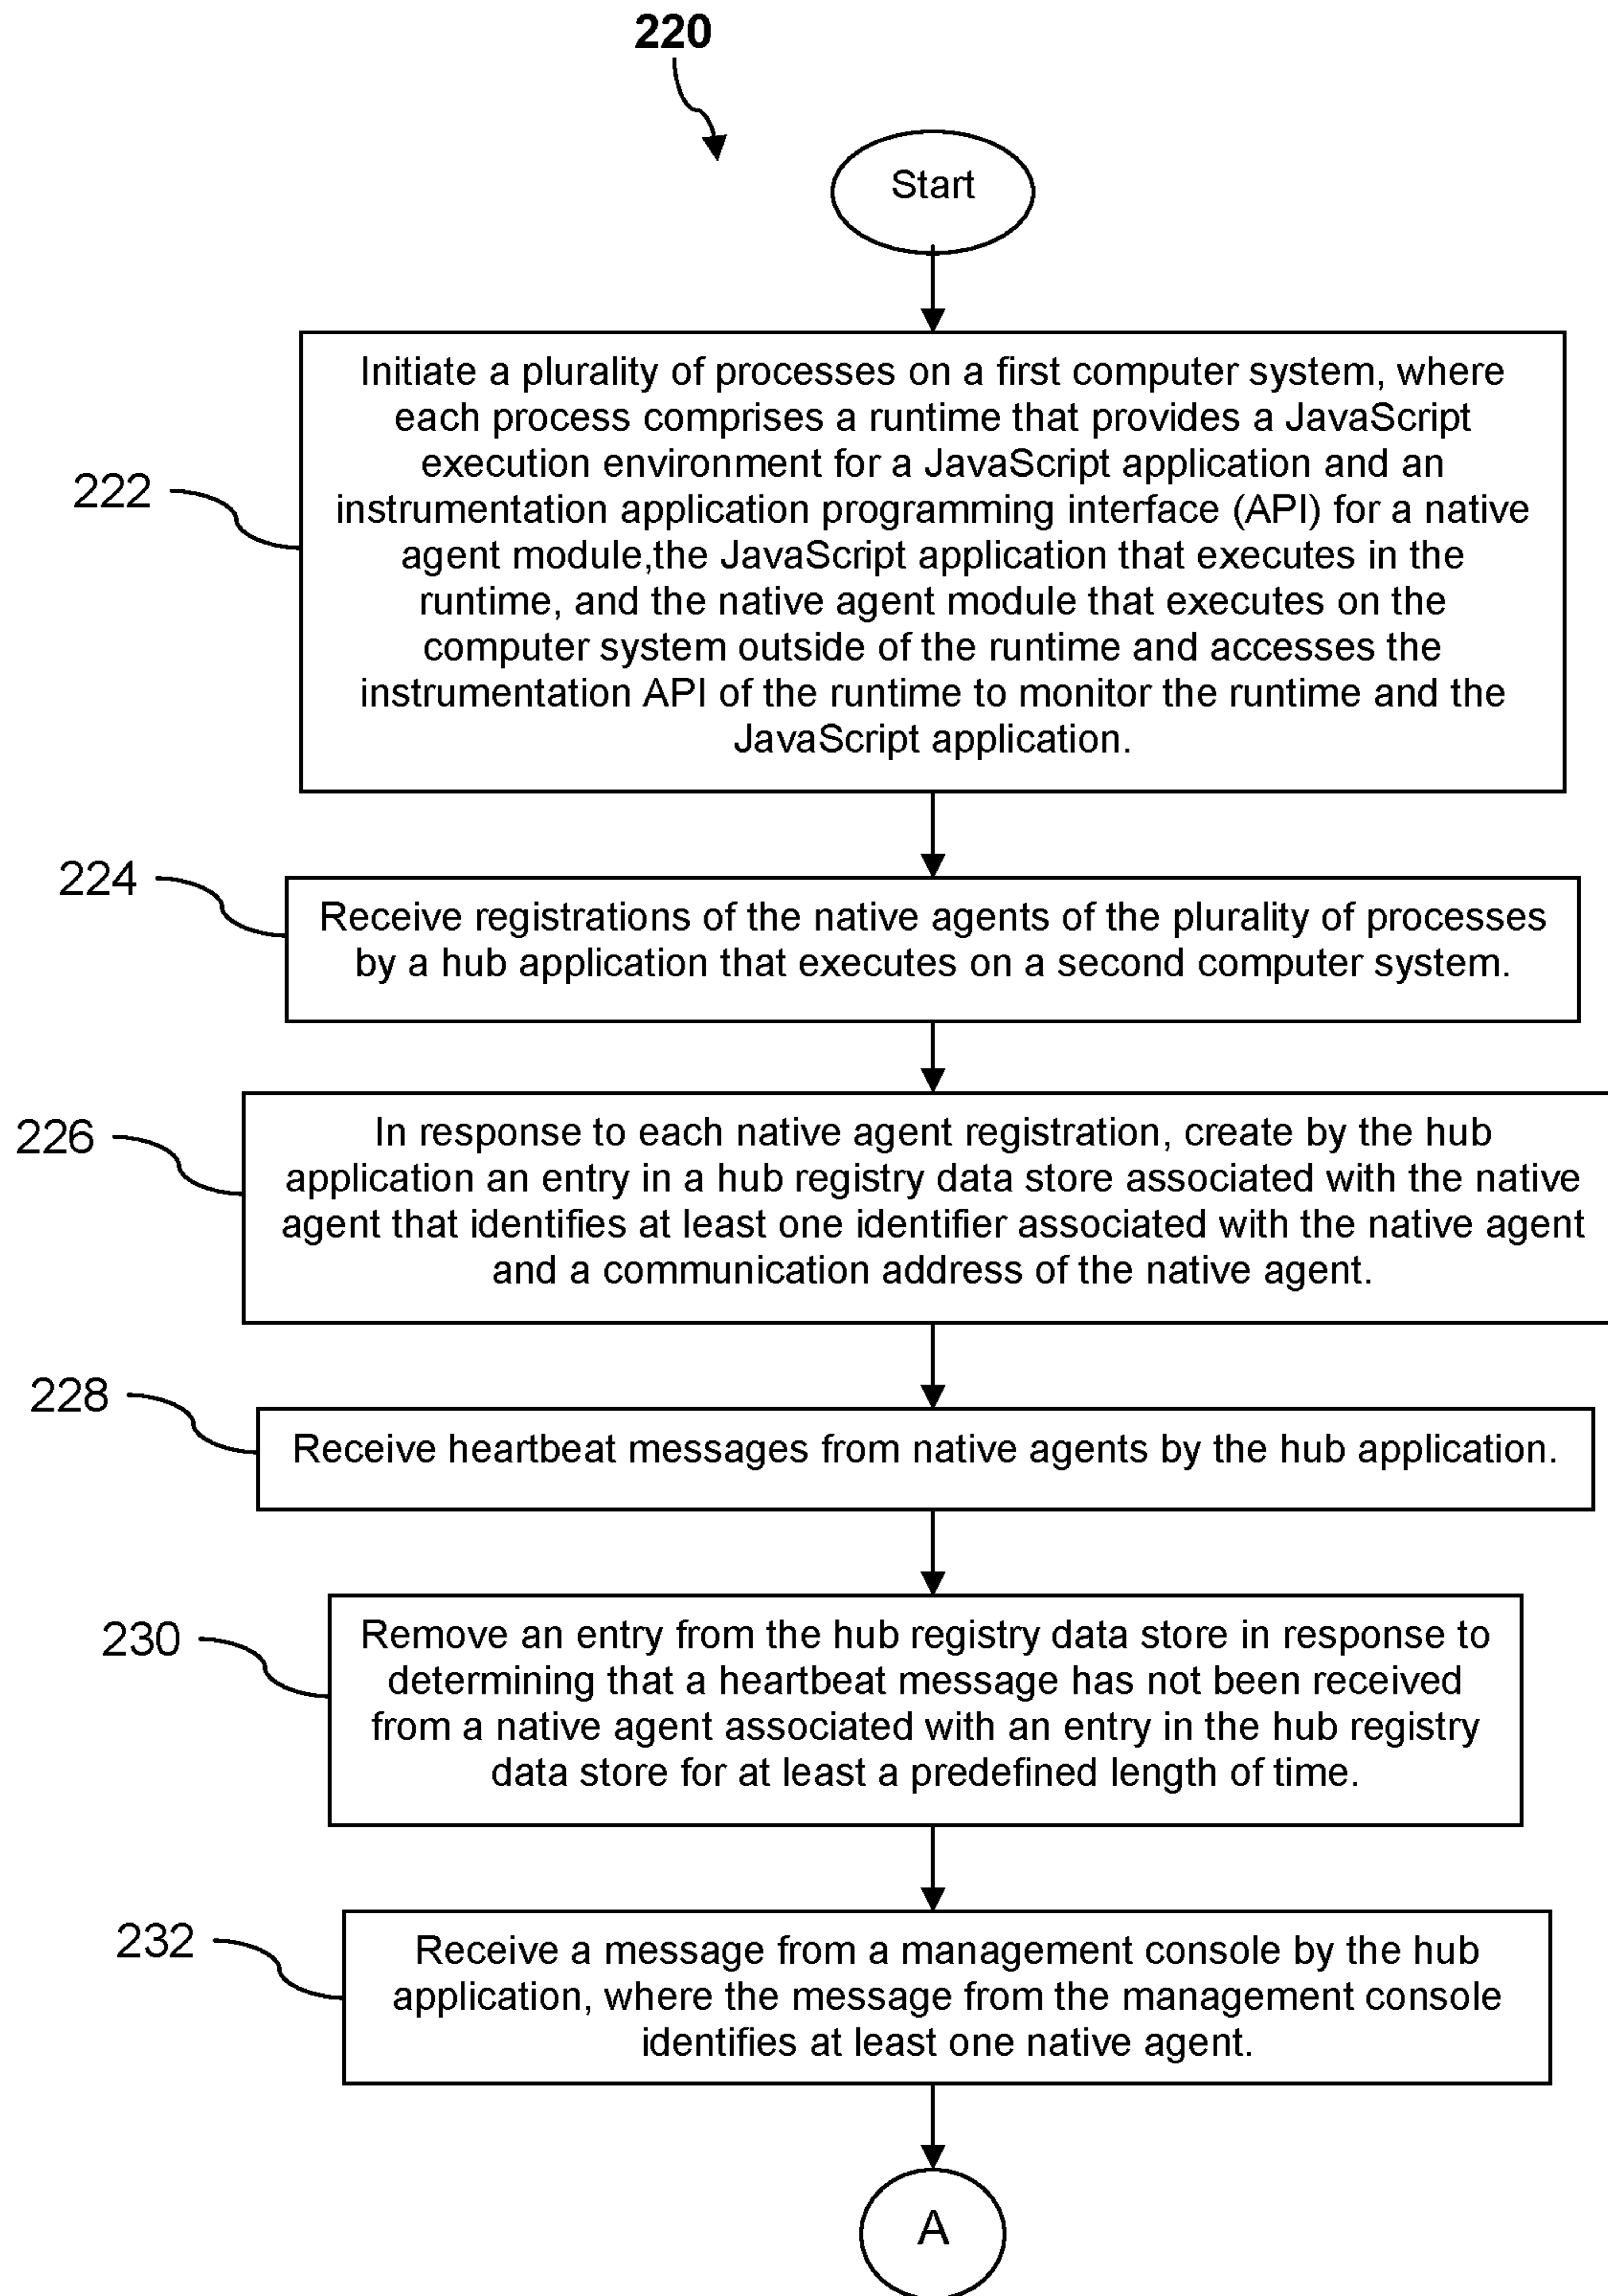 220
Start
222
Initiate a plurality of processes on a first computer system, where
each process comprises a runtime that provides a JavaScript
execution environment for a JavaScript application and an
instrumentation application programming interface (API) for a native
agent module,the JavaScript application that executes in the
runtime, and the native agent module that executes on the
computer system outside of the runtime and accesses the
instrumentation API of the runtime to monitor the runtime and the
JavaScript application.
224
Receive registrations of the native agents of the plurality of processes
by a hub application that executes on a second computer system.
226
In response to each native agent registration, create by the hub
application an entry in a hub registry data store associated with the native
agent that identifies at least one identifier associated with the native agent
and a communication address of the native agent.
228
Receive heartbeat messages from native agents by the hub application.
230
Remove an entry from the hub registry data store in response to
determining that a heartbeat message has not been received
from a native agent associated with an entry in the hub registry
data store for at least a predefined length of time.
232
Receive a message from a management console by the hub
application, where the message from the management console
identifies at least one native agent.
A